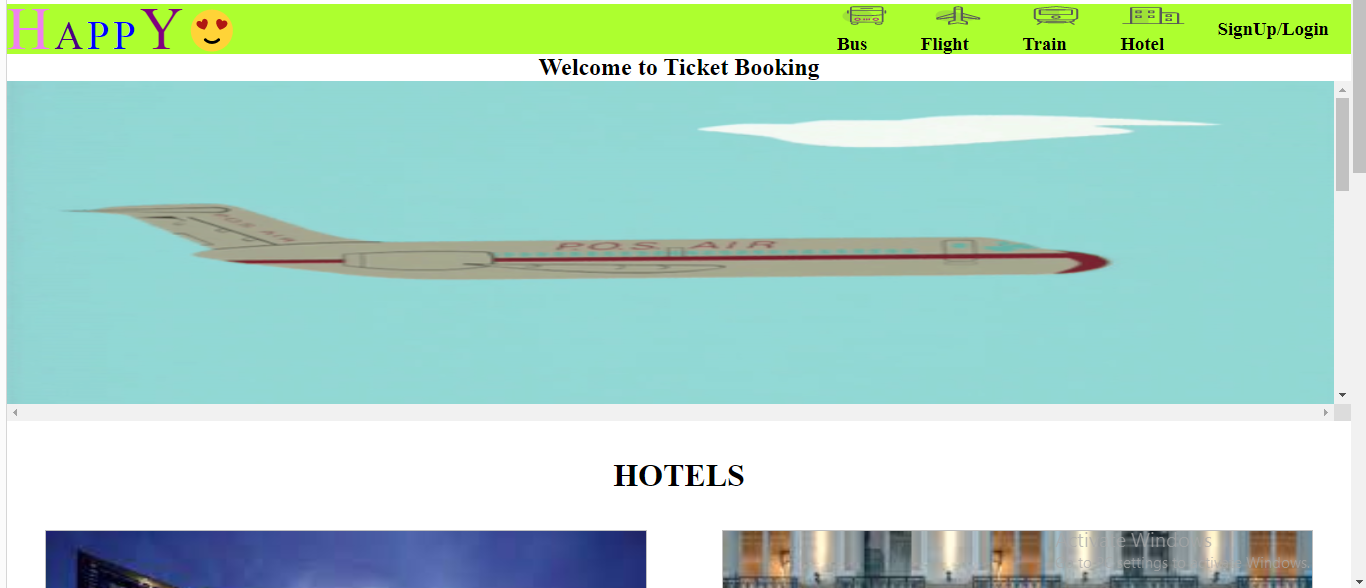 HAPPY 😍
Bus Flight Train Hotel SignUp/Login
Welcome to Ticket Booking
P.O.S. AIR
P.O.S. AIR
HOTELS
Activate Windows
Go to Settings to activate Windows.